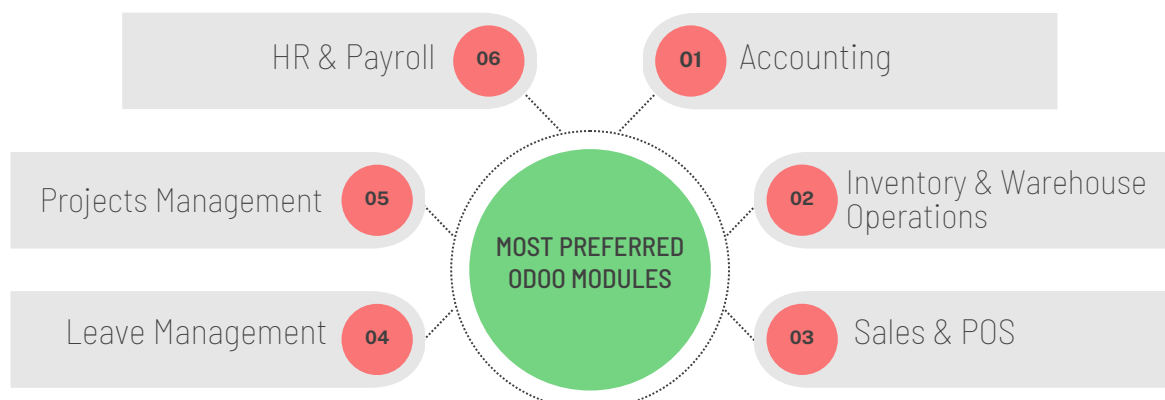 MOST PREFERRED
ODOO MODULES
01
Accounting
02
Inventory & Warehouse
Operations
03
Sales & POS
04
Leave Management
05
Projects Management
06
HR & Payroll